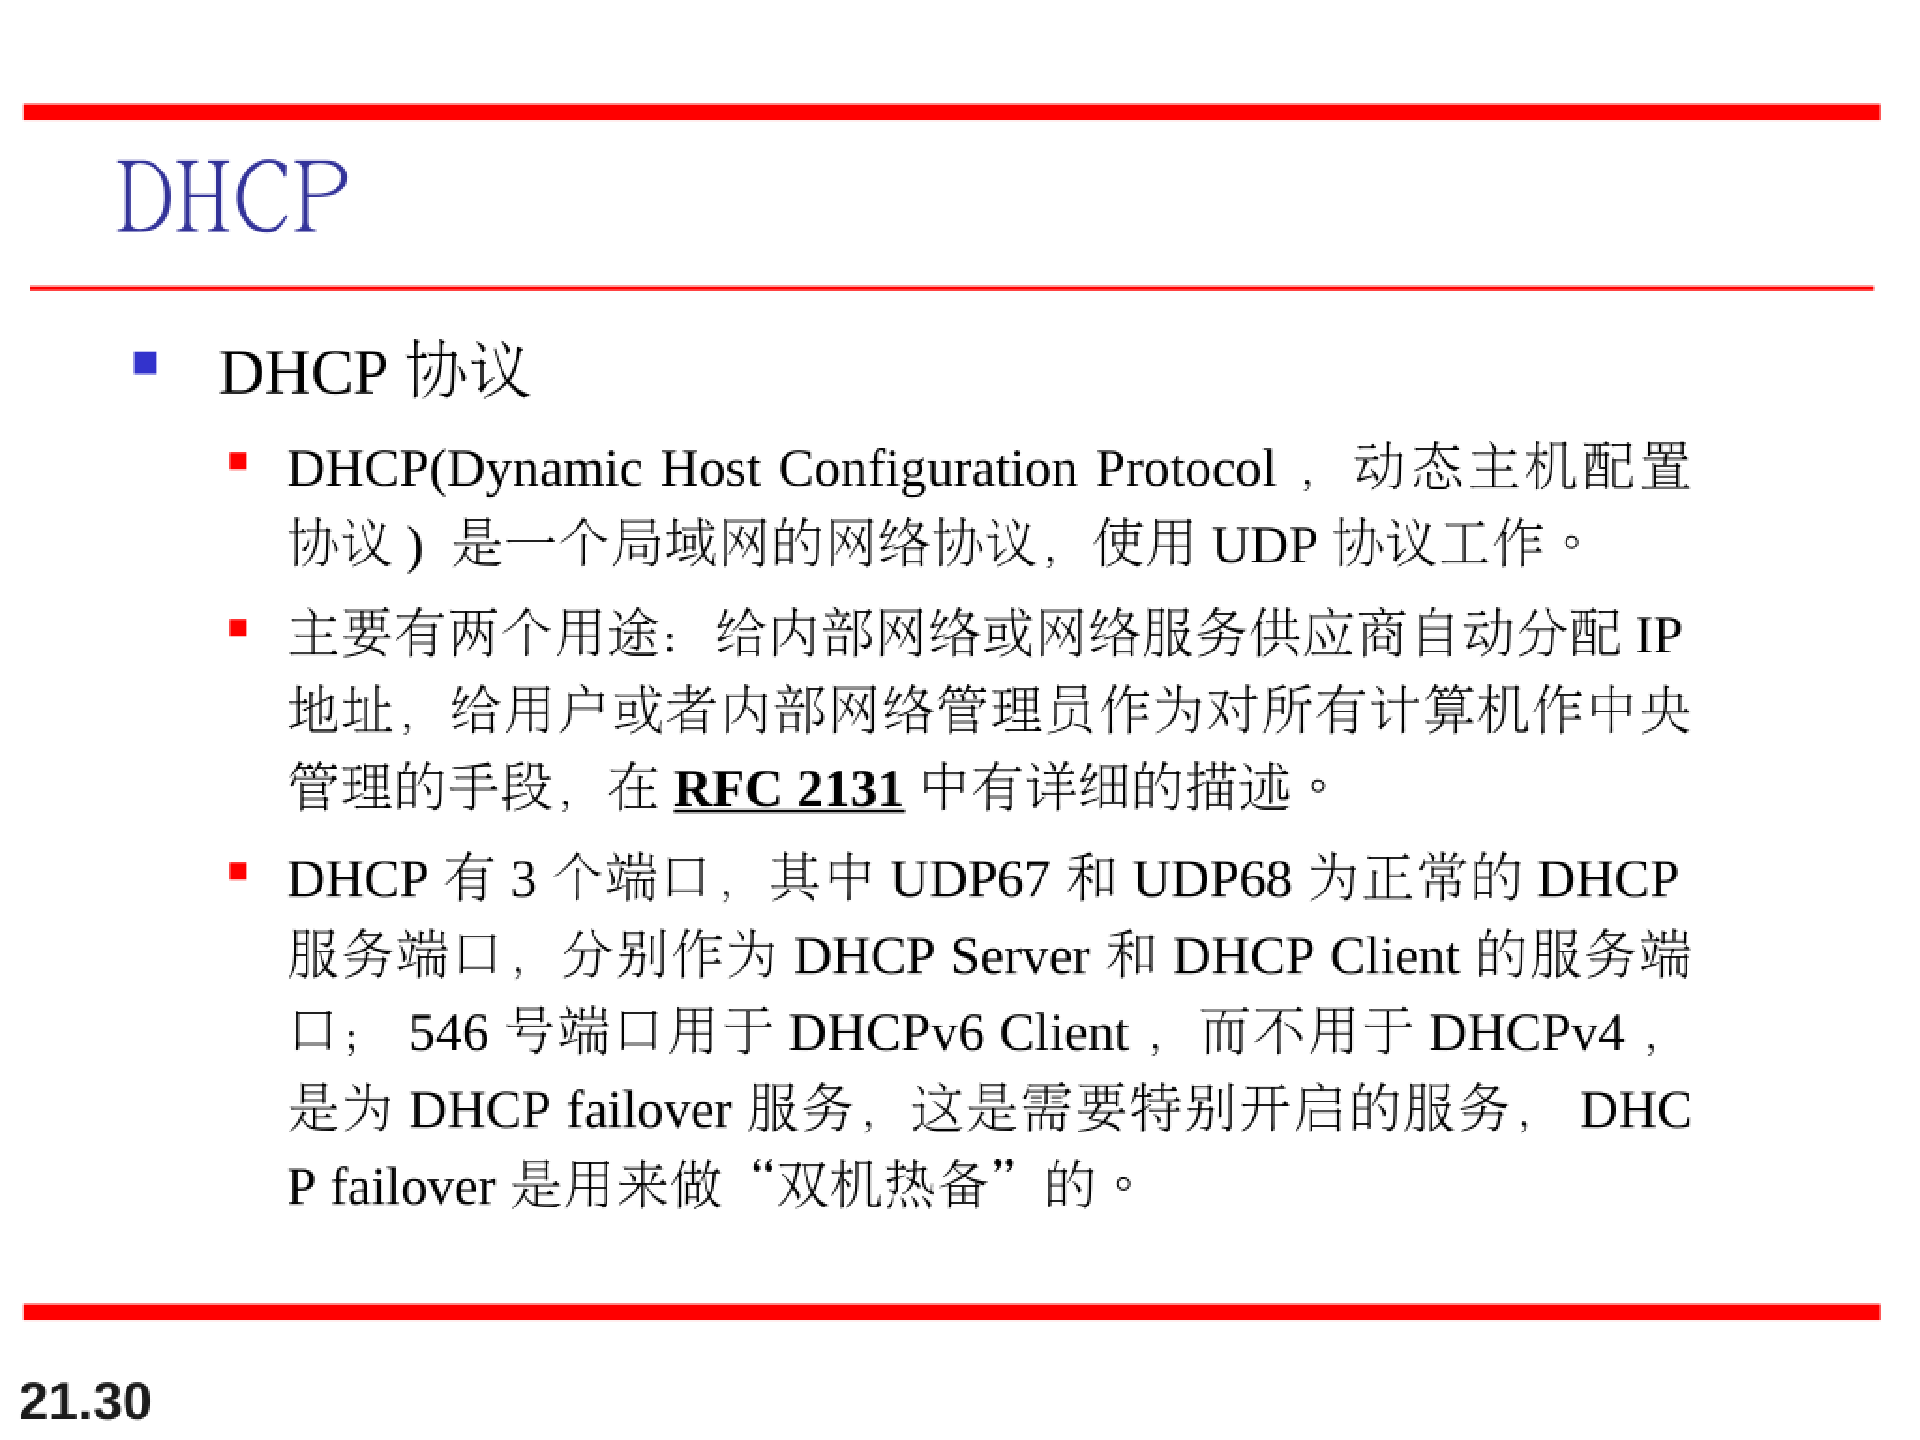 DHCP
DHCP 协议
DHCP(Dynamic Host Configuration Protocol ，动态主机配置
协议 ) 是一个局域网的网络协议，使用 UDP 协议工作。
主要有两个用途：给内部网络或网络服务供应商自动分配 IP
地址，给用户或者内部网络管理员作为对所有计算机作中央
管理的手段，在 RFC 2131 中有详细的描述。
DHCP 有 3 个端口，其中 UDP67 和 UDP68 为正常的 DHCP
服务端口，分别作为 DHCP Server 和 DHCP Client 的服务端
口； 546 号端口用于 DHCPv6 Client ，而不用于 DHCPv4 ，
是为 DHCP failover 服务，这是需要特别开启的服务， DHC
P failover 是用来做“双机热备”的。
21.30